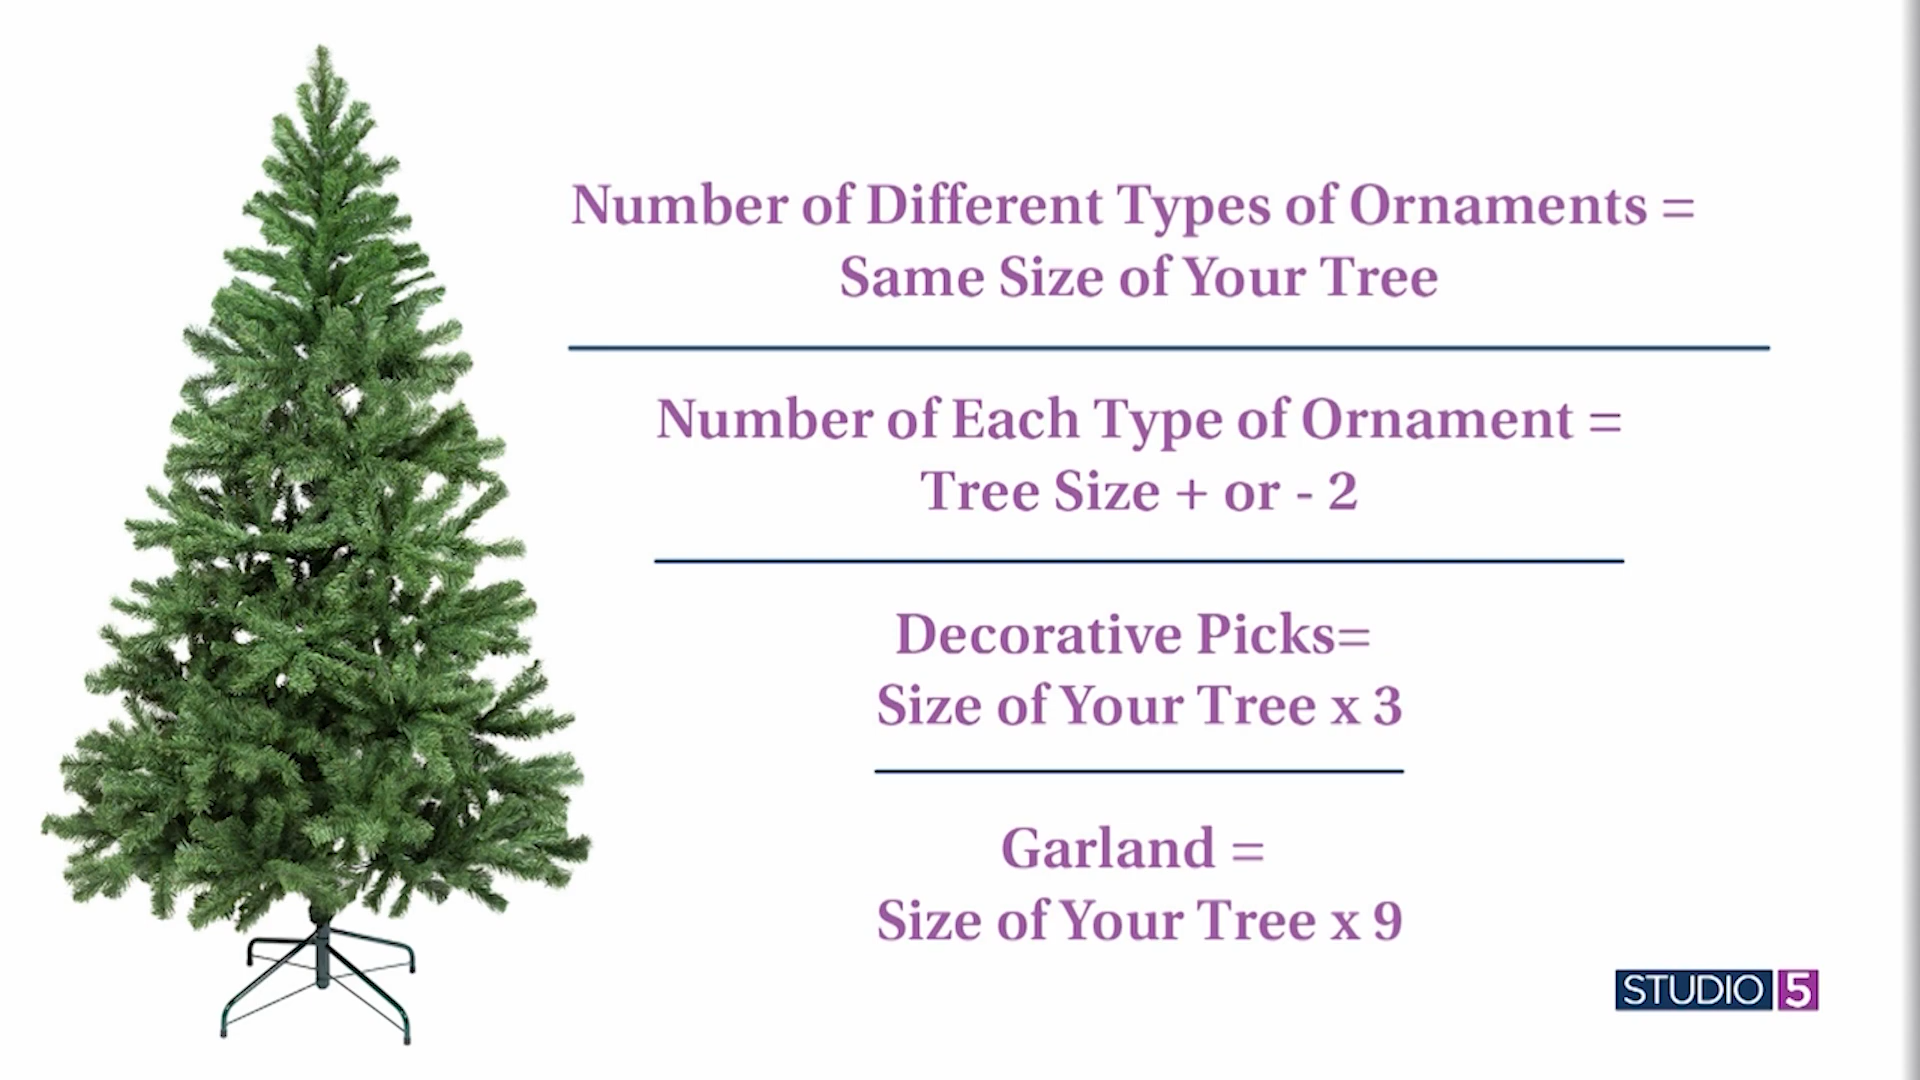 Number of Different Types of Ornaments =
Same Size of Your Tree
Number of Each Type of Ornament =
Tree Size + or - 2
Decorative Picks=
Size of Your Tree x 3
Garland =
Size of Your Tree x 9
STUDIO 5